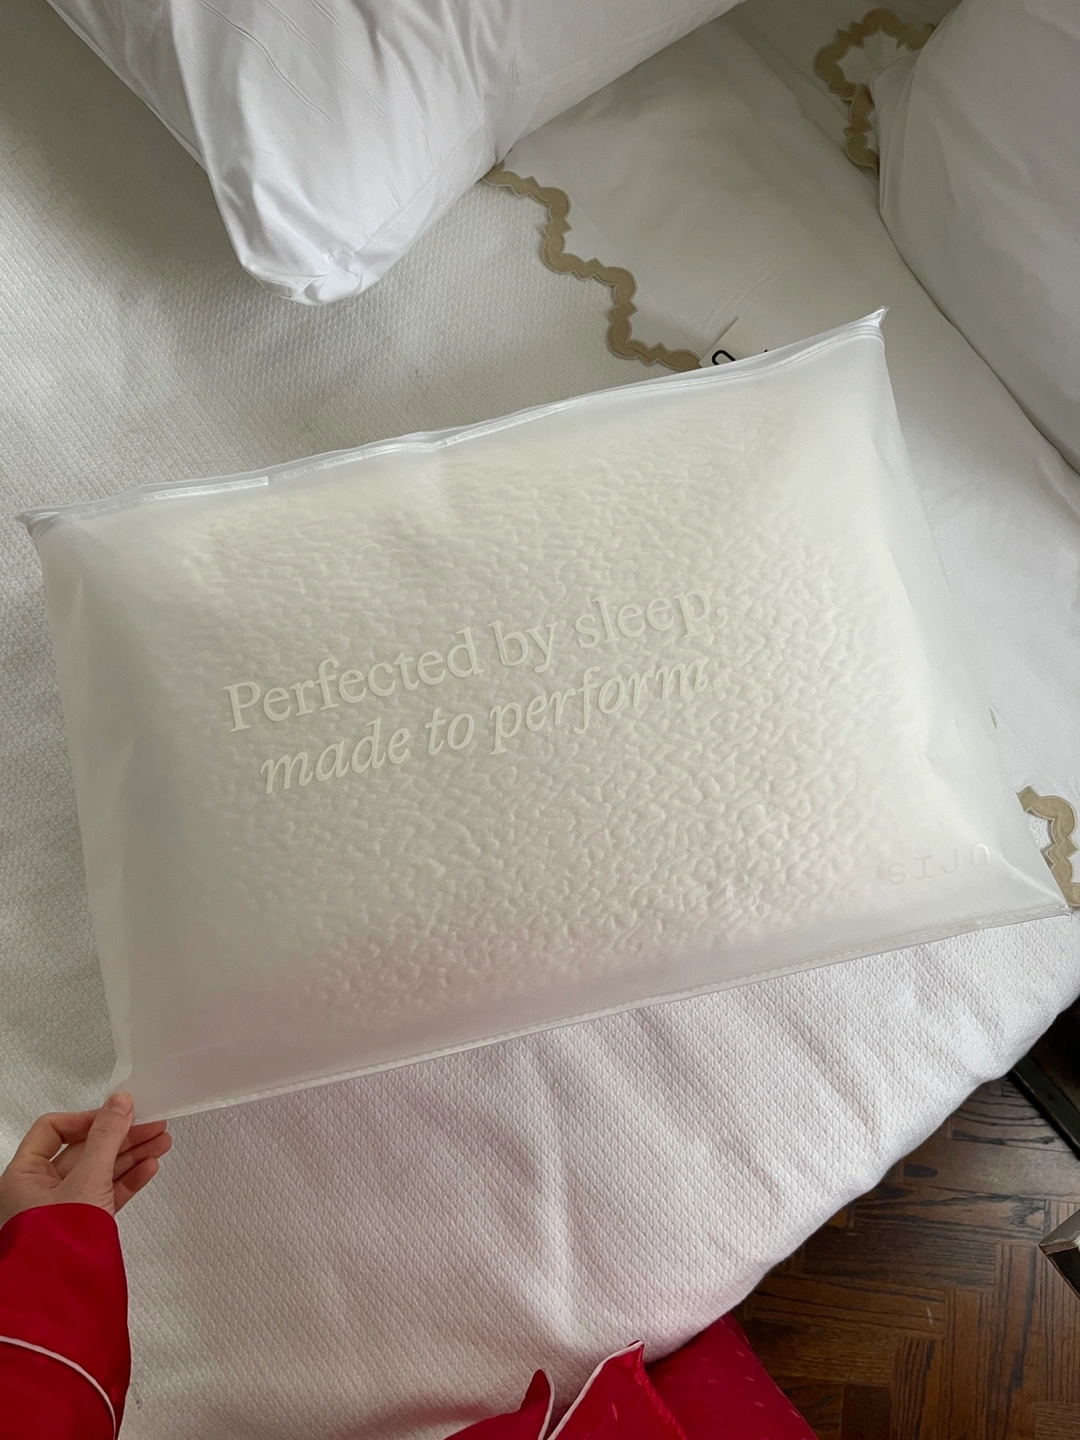 Perfected by sleep,
made to perform.
SIJO